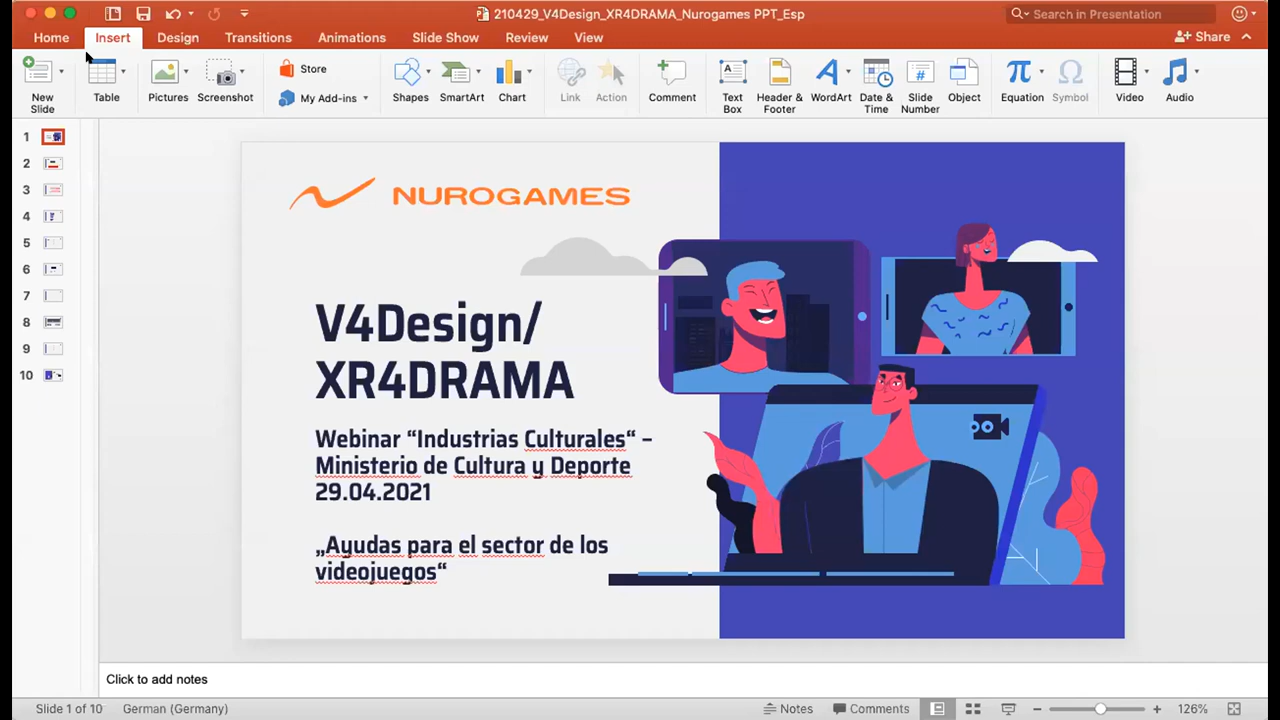 210429_V4Design_XR4DRAMA_Nurogames PPT_Esp
Search in Presentation
Home Insert Design Transitions Animations Slide Show Review View
Share
New Slide
Table
Pictures
Screenshot
Store
My Add-ins
Shapes
SmartArt
Chart
Link
Action
Comment
Text Box
Header & Footer
WordArt
Date & Time
Slide Number
Object
Equation
Symbol
Video
Audio
1
2
3
4
5
6
7
8
9
10
NUROGAMES
V4Design/
XR4DRAMA
Webinar “Industrias Culturales“ –
Ministerio de Cultura y Deporte
29.04.2021
„Ayudas para el sector de los
videojuegos“
Click to add notes
Slide 1 of 10 German (Germany) Notes Comments 126%